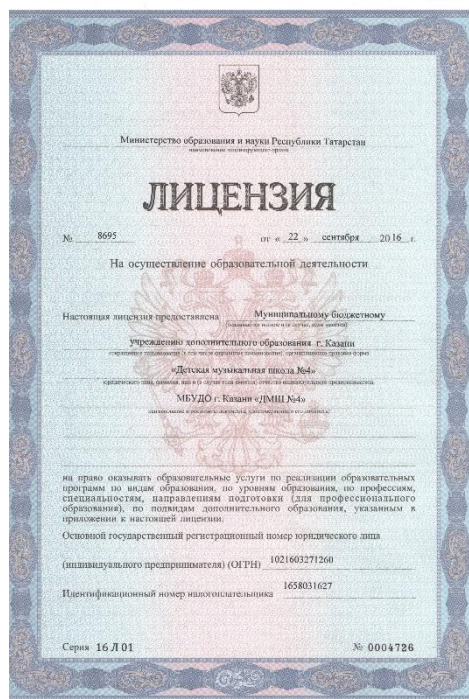 Министерство образования и науки Республики Татарстан
наименование лицензирующего органа
ЛИЦЕНЗИЯ
№ 8695 от « 22 » сентября 2016 г.
На осуществление образовательной деятельности
Настоящая лицензия предоставлена Муниципальному бюджетному
учреждению дополнительного образования г. Казани
«Детская музыкальная школа №4»
МБУДО г. Казани «ДМШ №4»
на право оказывать образовательные услуги по реализации образовательных
программ по видам образования, по уровням образования, по профессиям,
специальностям, направлениям подготовки (для профессионального
образования), по подвидам дополнительного образования, указанным в
приложении к настоящей лицензии.
Основной государственный регистрационный номер юридического лица
(индивидуального предпринимателя) (ОГРН) 1021603271260
Идентификационный номер налогоплательщика 1658031627
Серия 16 Л 01 № 0004726